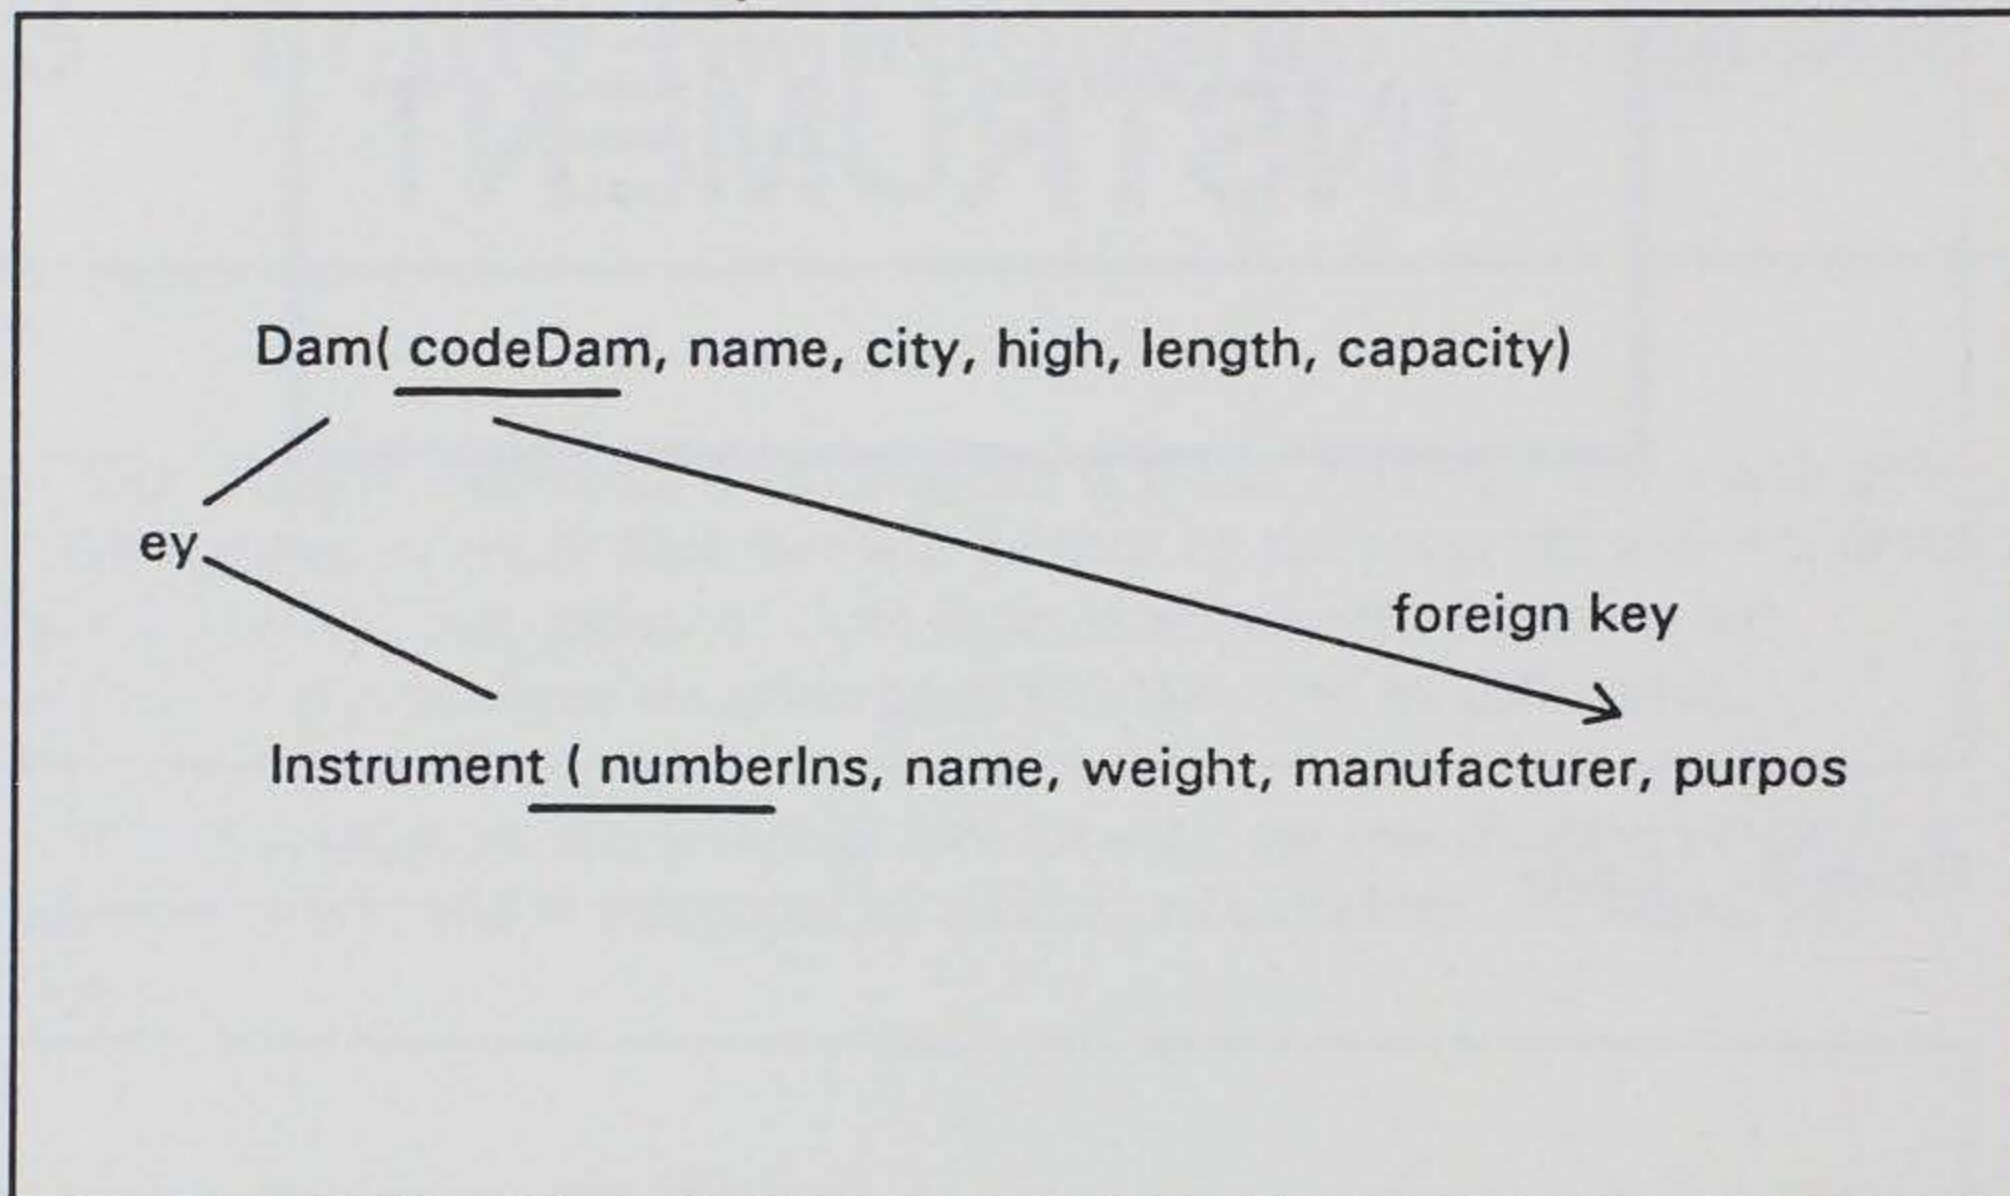 Dam( codeDam, name, city, high, length, capacity)
ey
foreign key
Instrument ( numberIns, name, weight, manufacturer, purpos